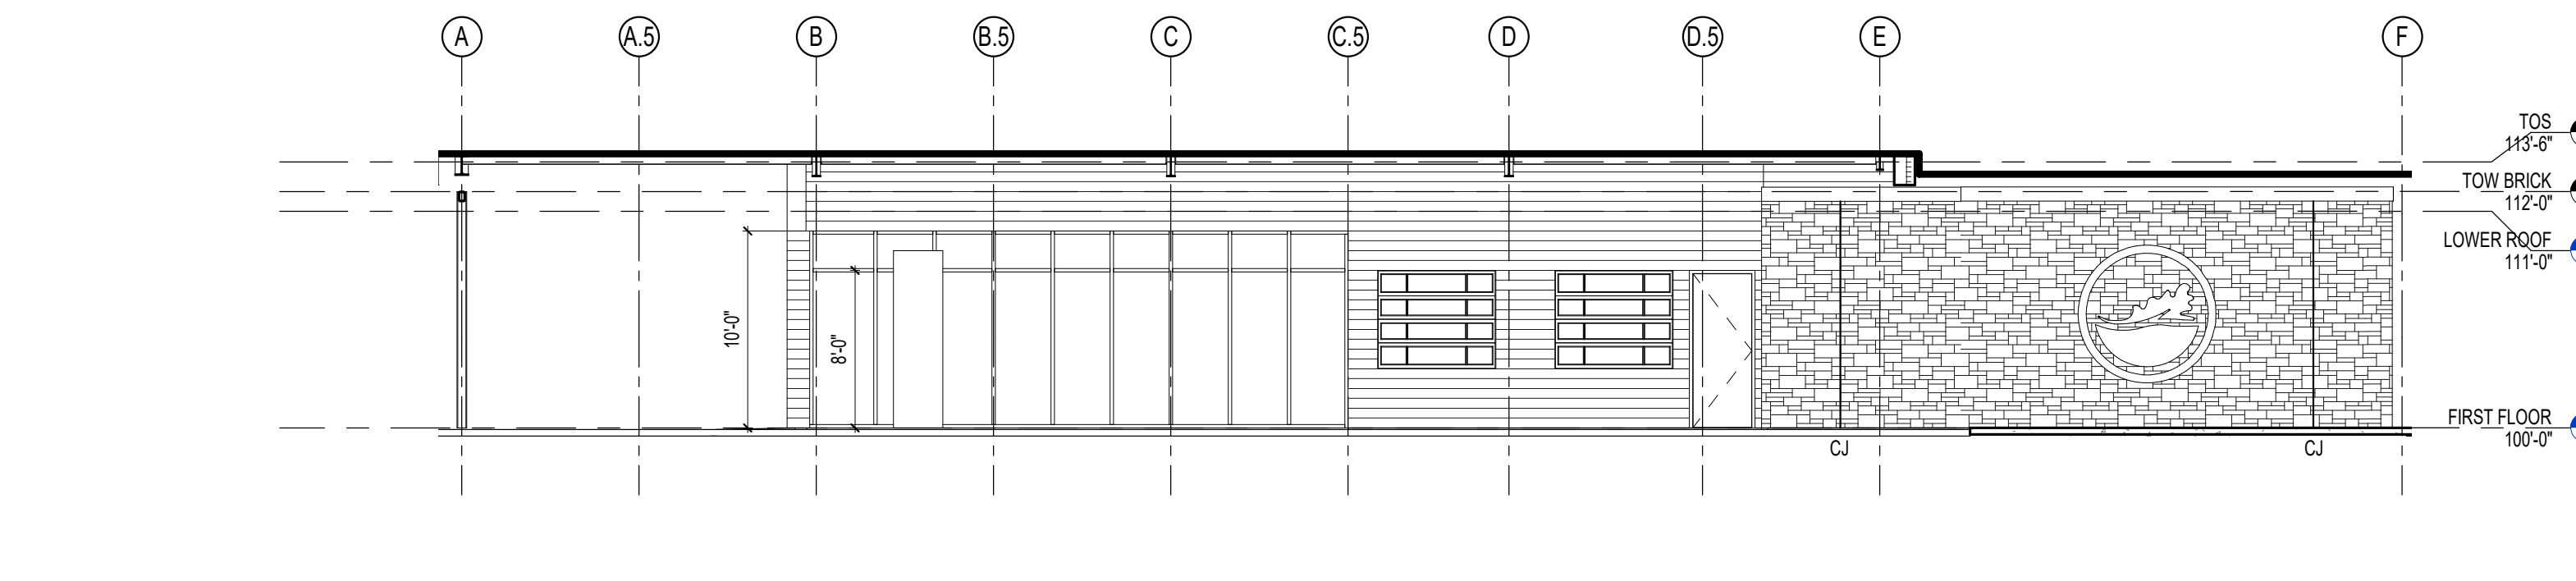 A
A.5
B
B.5
C
C.5
D
D.5
E
F
TOS
113'-6"
TOW BRICK
112'-0"
LOWER ROOF
111'-0"
10'-0"
8'-0"
FIRST FLOOR
100'-0"
CJ
CJ